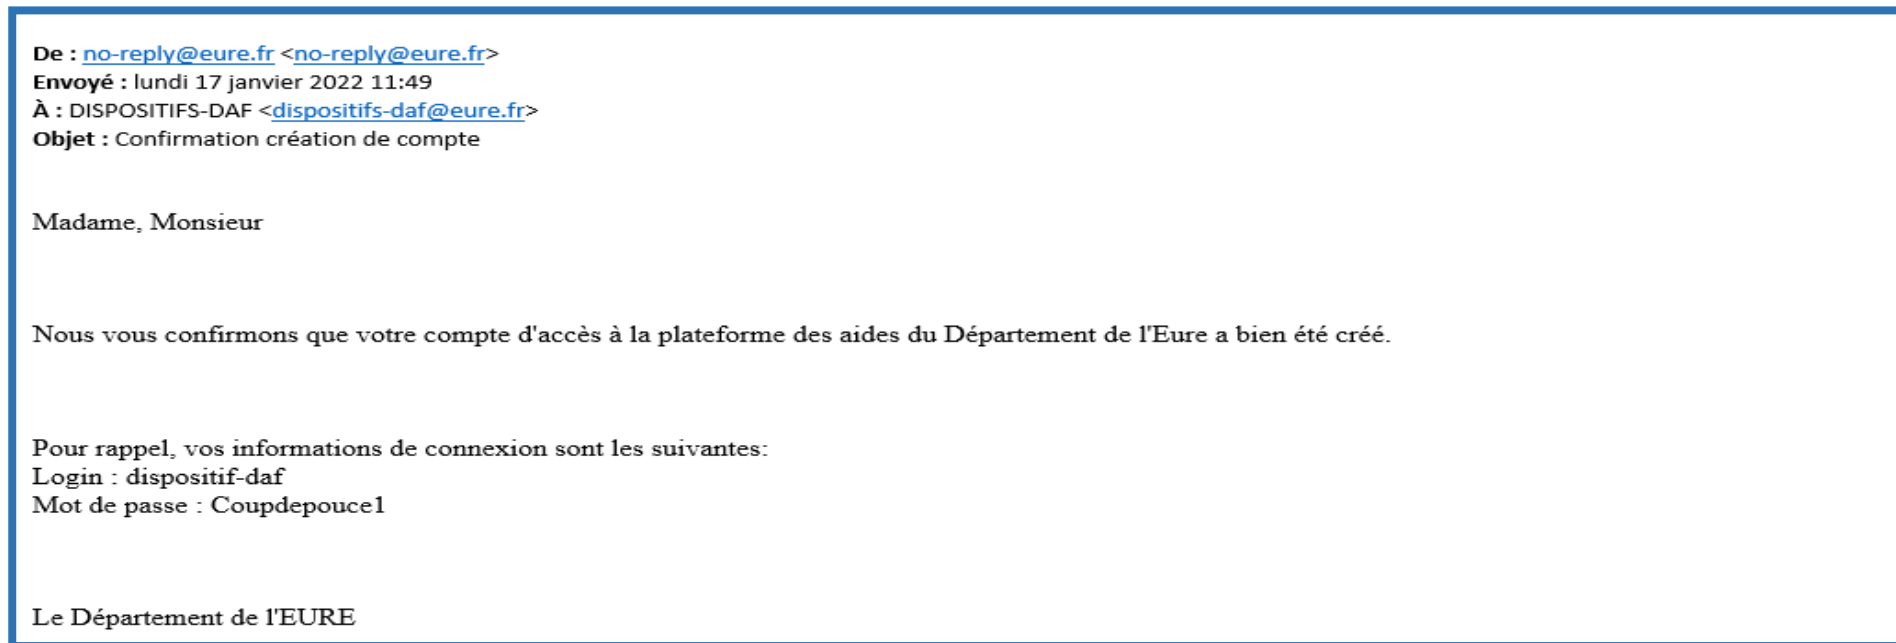 De : no-reply@eure.fr <no-reply@eure.fr>
Envoyé : lundi 17 janvier 2022 11:49
À : DISPOSITIFS-DAF <dispositifs-daf@eure.fr>
Objet : Confirmation création de compte
Madame, Monsieur
Nous vous confirmons que votre compte d'accès à la plateforme des aides du Département de l'Eure a bien été créé.
Pour rappel, vos informations de connexion sont les suivantes:
Login : dispositif-daf
Mot de passe : Coupdepouce1
Le Département de l'EURE